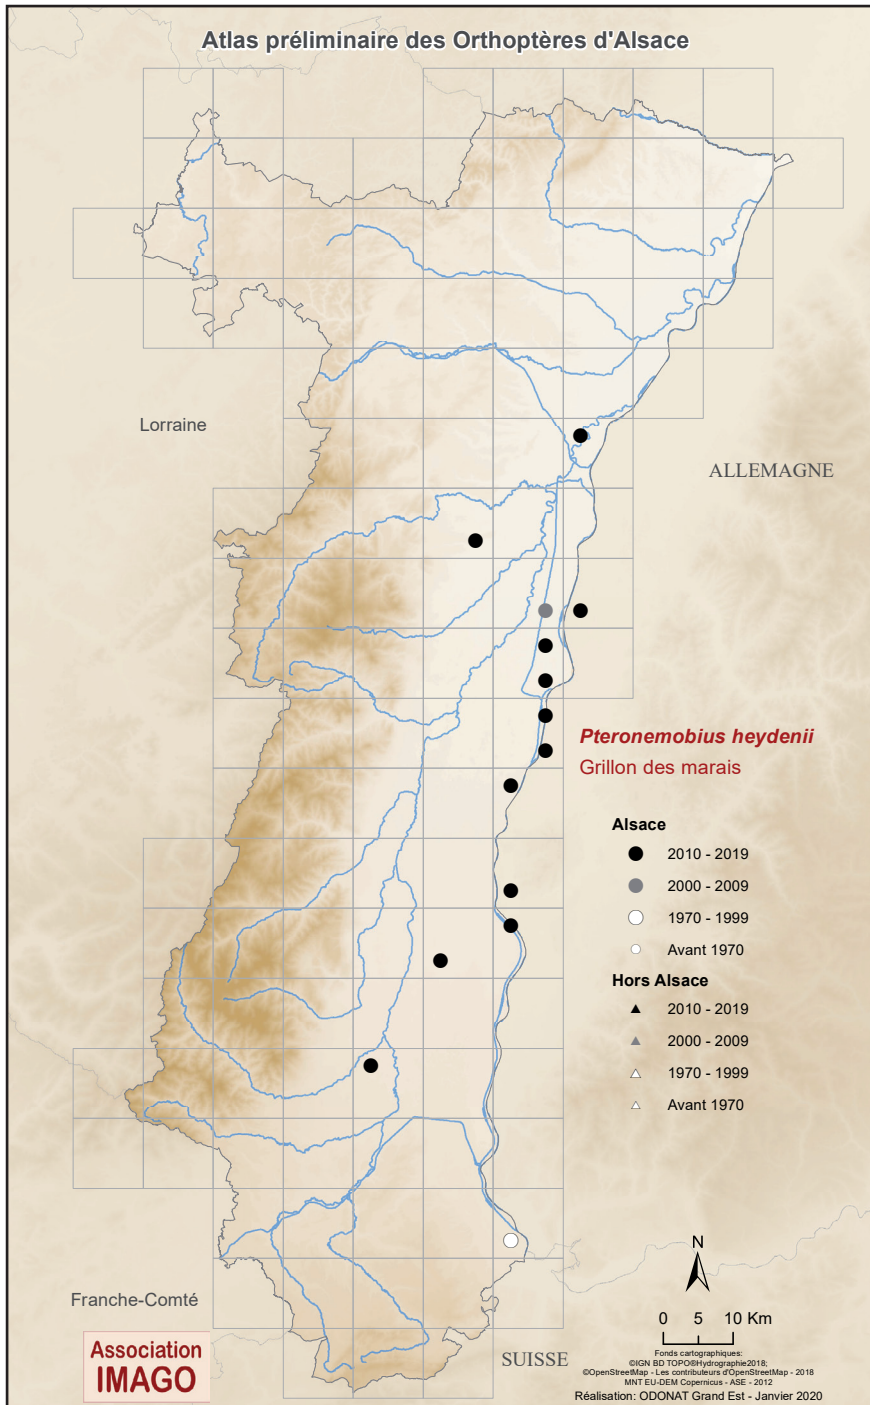 Atlas préliminaire des Orthoptères d'Alsace
Lorraine
ALLEMAGNE
Pteronemobius heydenii
Grillon des marais
Alsace
2010 - 2019
2000 - 2009
1970 - 1999
Avant 1970
Hors Alsace
2010 - 2019
2000 - 2009
1970 - 1999
Avant 1970
N
Franche-Comté
0 5 10 Km
Association
IMAGO
SUISSE
Fonds cartographiques:
©IGN BD TOPO®Hydrographie2018;
©OpenStreetMap - Les contributeurs d'OpenStreetMap - 2018
MNT EU-DEM Copernicus - ASE - 2012
Réalisation: ODONAT Grand Est - Janvier 2020